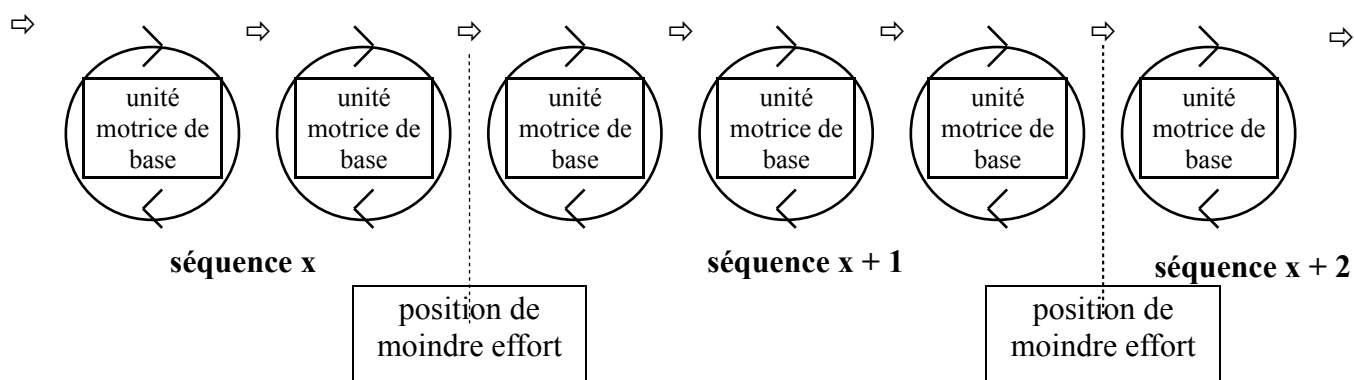 unité
motrice de
base
unité
motrice de
base
unité
motrice de
base
unité
motrice de
base
unité
motrice de
base
unité
motrice de
base
séquence x
séquence x + 1
séquence x + 2
position de
moindre effort
position de
moindre effort